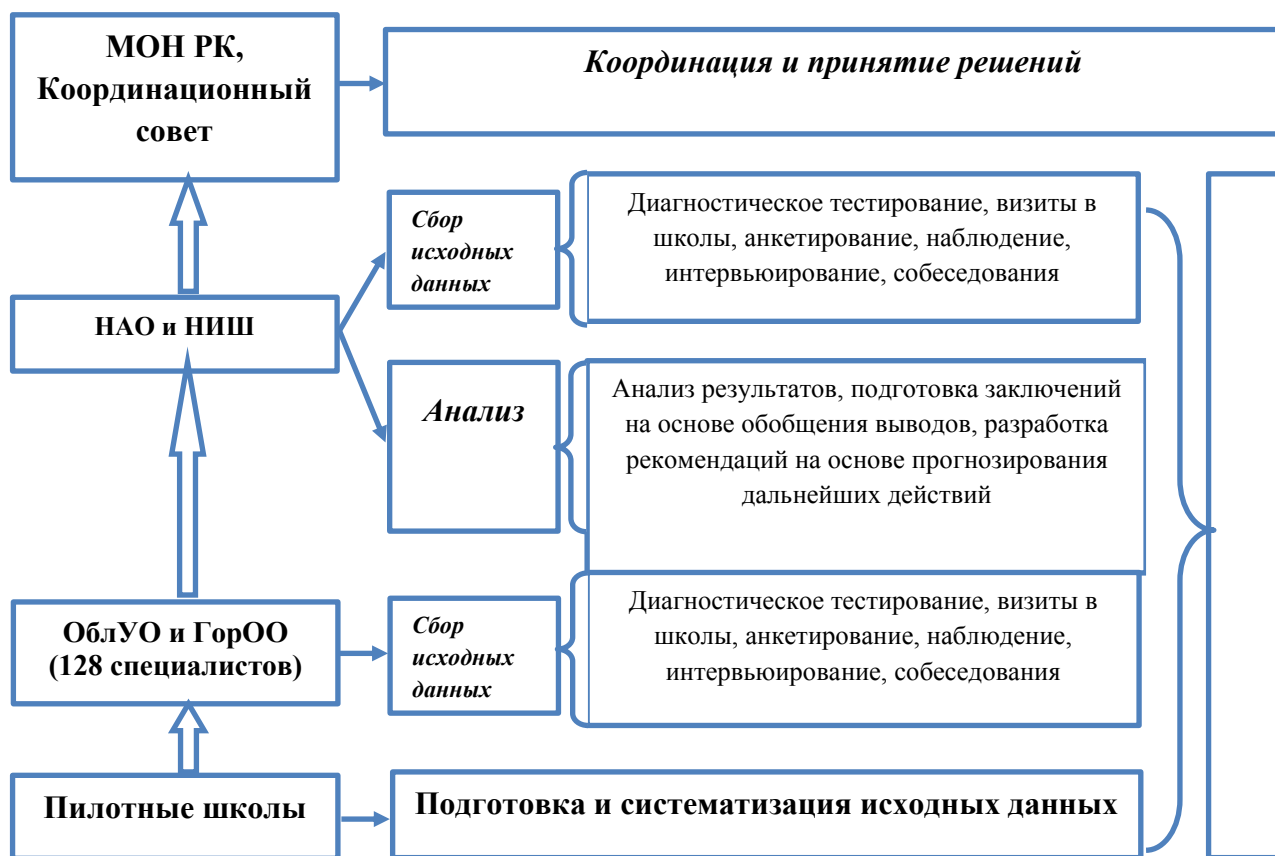 МОН РК,
Координационный
совет
Координация и принятие решений
Сбор
исходных
данных
Диагностическое тестирование, визиты в
школы, анкетирование, наблюдение,
интервьюирование, собеседования
НАО и НИШ
Анализ
Анализ результатов, подготовка заключений
на основе обобщения выводов, разработка
рекомендаций на основе прогнозирования
дальнейших действий
ОблУО и ГорОО
(128 специалистов)
Сбор
исходных
данных
Диагностическое тестирование, визиты в
школы, анкетирование, наблюдение,
интервьюирование, собеседования
Пилотные школы
Подготовка и систематизация исходных данных